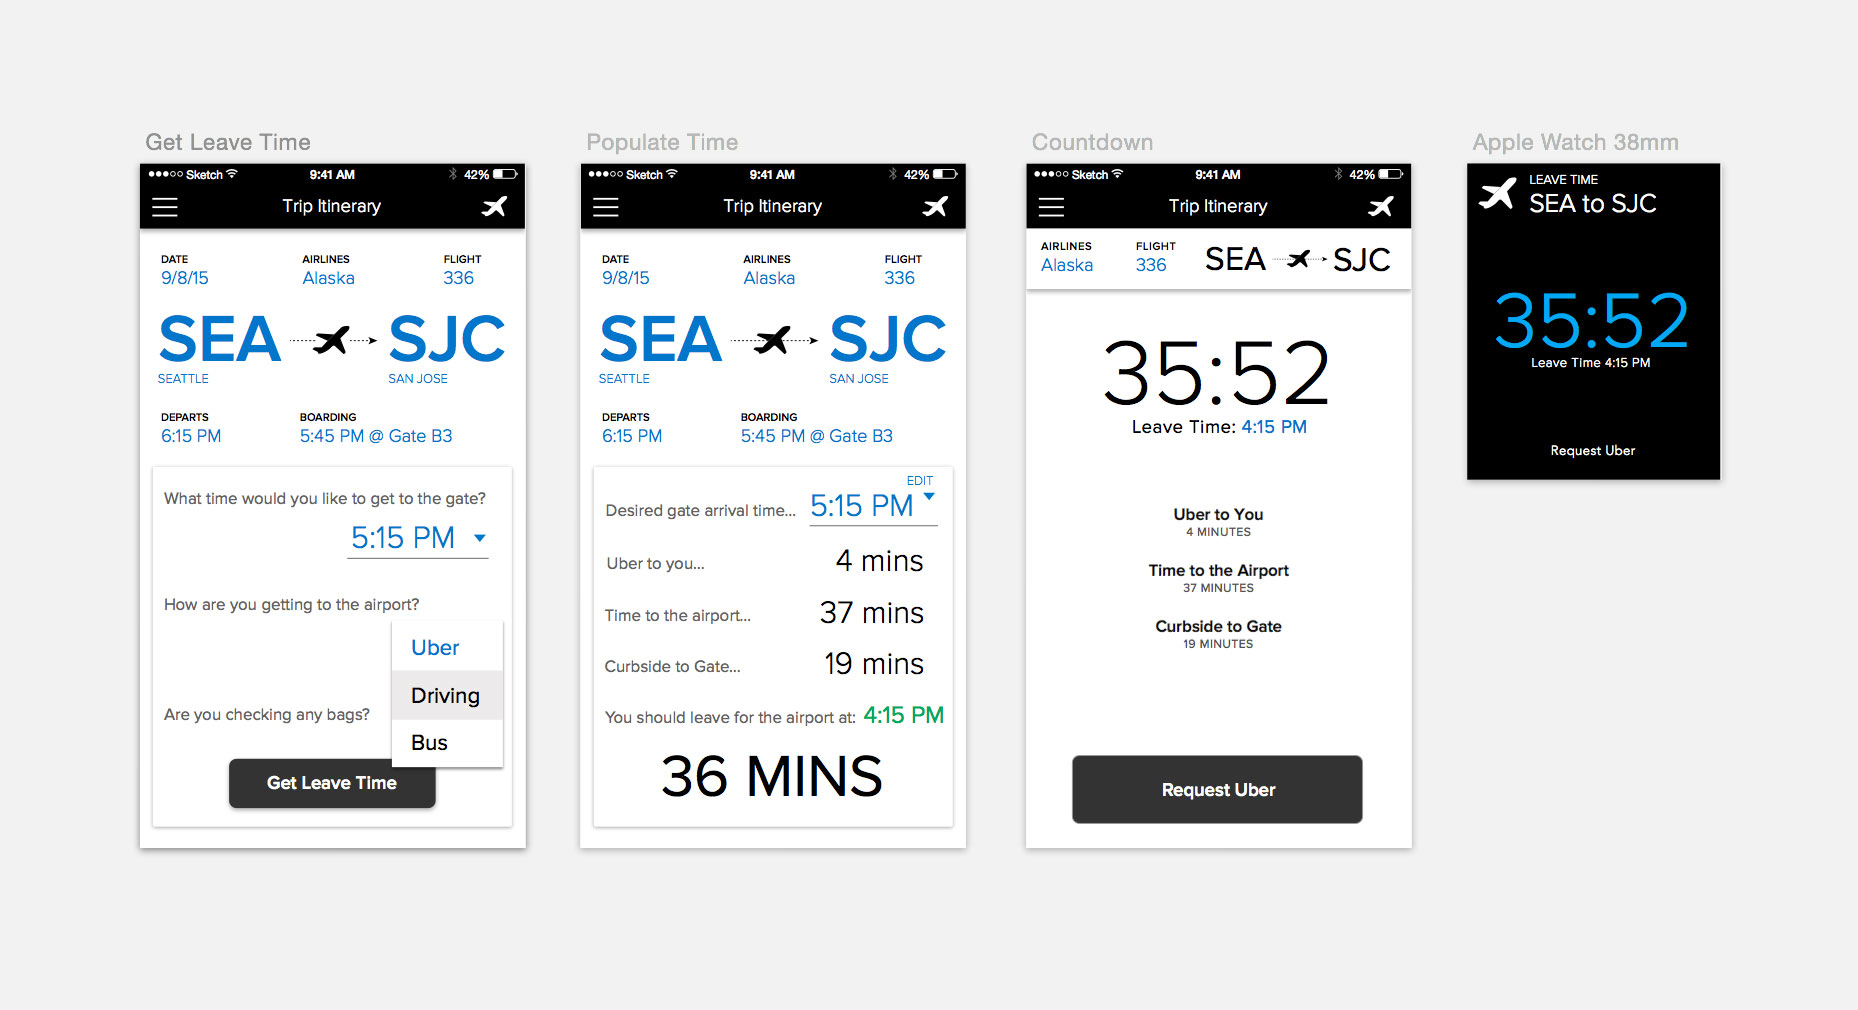 Get Leave Time
Sketch 9:41 AM 42%
Trip Itinerary
DATE AIRLINES FLIGHT
9/8/15 Alaska 336
SEA SJC
SEATTLE SAN JOSE
DEPARTS BOARDING
6:15 PM 5:45 PM @ Gate B3
What time would you like to get to the gate?
5:15 PM
How are you getting to the airport?
Uber
Driving
Are you checking any bags?
Bus
Get Leave Time
Populate Time
Sketch 9:41 AM 42%
Trip Itinerary
DATE AIRLINES FLIGHT
9/8/15 Alaska 336
SEA SJC
SEATTLE SAN JOSE
DEPARTS BOARDING
6:15 PM 5:45 PM @ Gate B3
EDIT
Desired gate arrival time... 5:15 PM
Uber to you... 4 mins
Time to the airport... 37 mins
Curbside to Gate... 19 mins
You should leave for the airport at: 4:15 PM
36 MINS
Countdown
Sketch 9:41 AM 42%
Trip Itinerary
AIRLINES FLIGHT
Alaska 336 SEA SJC
35:52
Leave Time: 4:15 PM
Uber to You
4 MINUTES
Time to the Airport
37 MINUTES
Curbside to Gate
19 MINUTES
Request Uber
Apple Watch 38mm
LEAVE TIME
SEA to SJC
35:52
Leave Time 4:15 PM
Request Uber